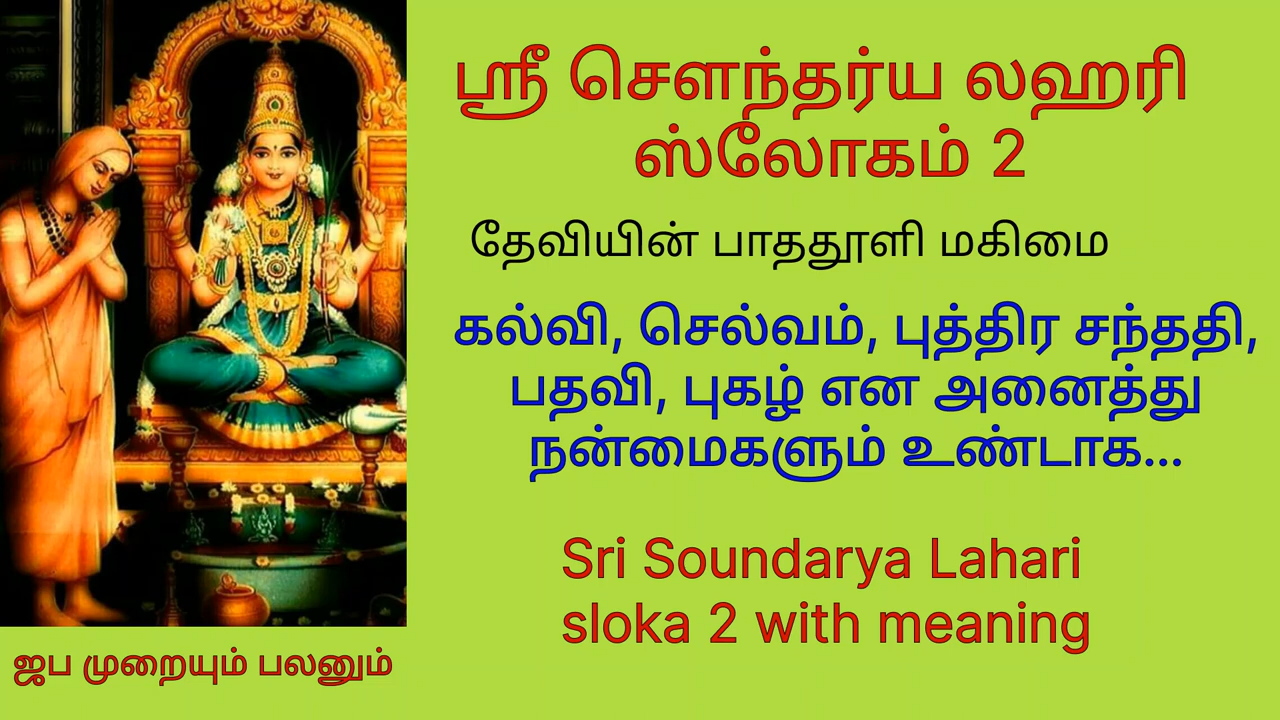 ஸ்ரீ சௌந்தர்ய லஹரி
ஸ்லோகம் 2
தேவியின் பாததூளி மகிமை
கல்வி, செல்வம், புத்திர சந்ததி,
பதவி, புகழ் என அனைத்து
நன்மைகளும் உண்டாக...
Sri Soundarya Lahari
sloka 2 with meaning
ஜப முறையும் பலனும்